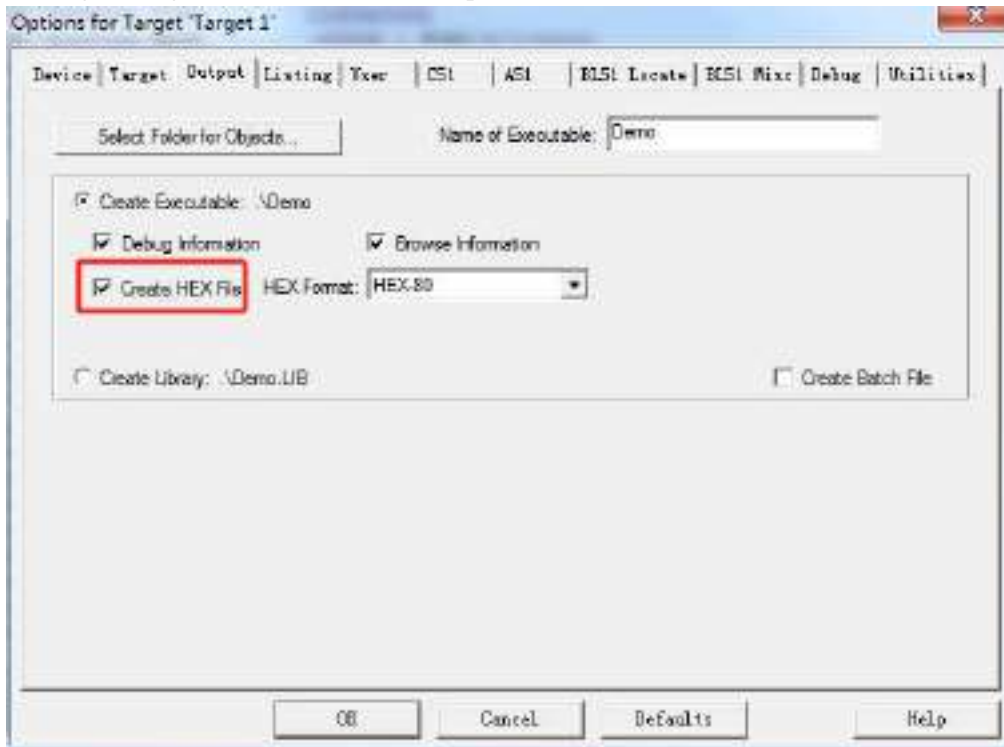 Options for Target 'Target 1'
Device Target Output Listing User C51 A51 BL51 Locate BL51 Misc Debug Utilities
Select Folder for Objects... Name of Executable: Demo
Create Executable: .\Demo
Debug Information Browse Information
Create HEX File HEX Format: HEX-80
Create Library: .\Demo.LIB Create Batch File
OK Cancel Defaults Help